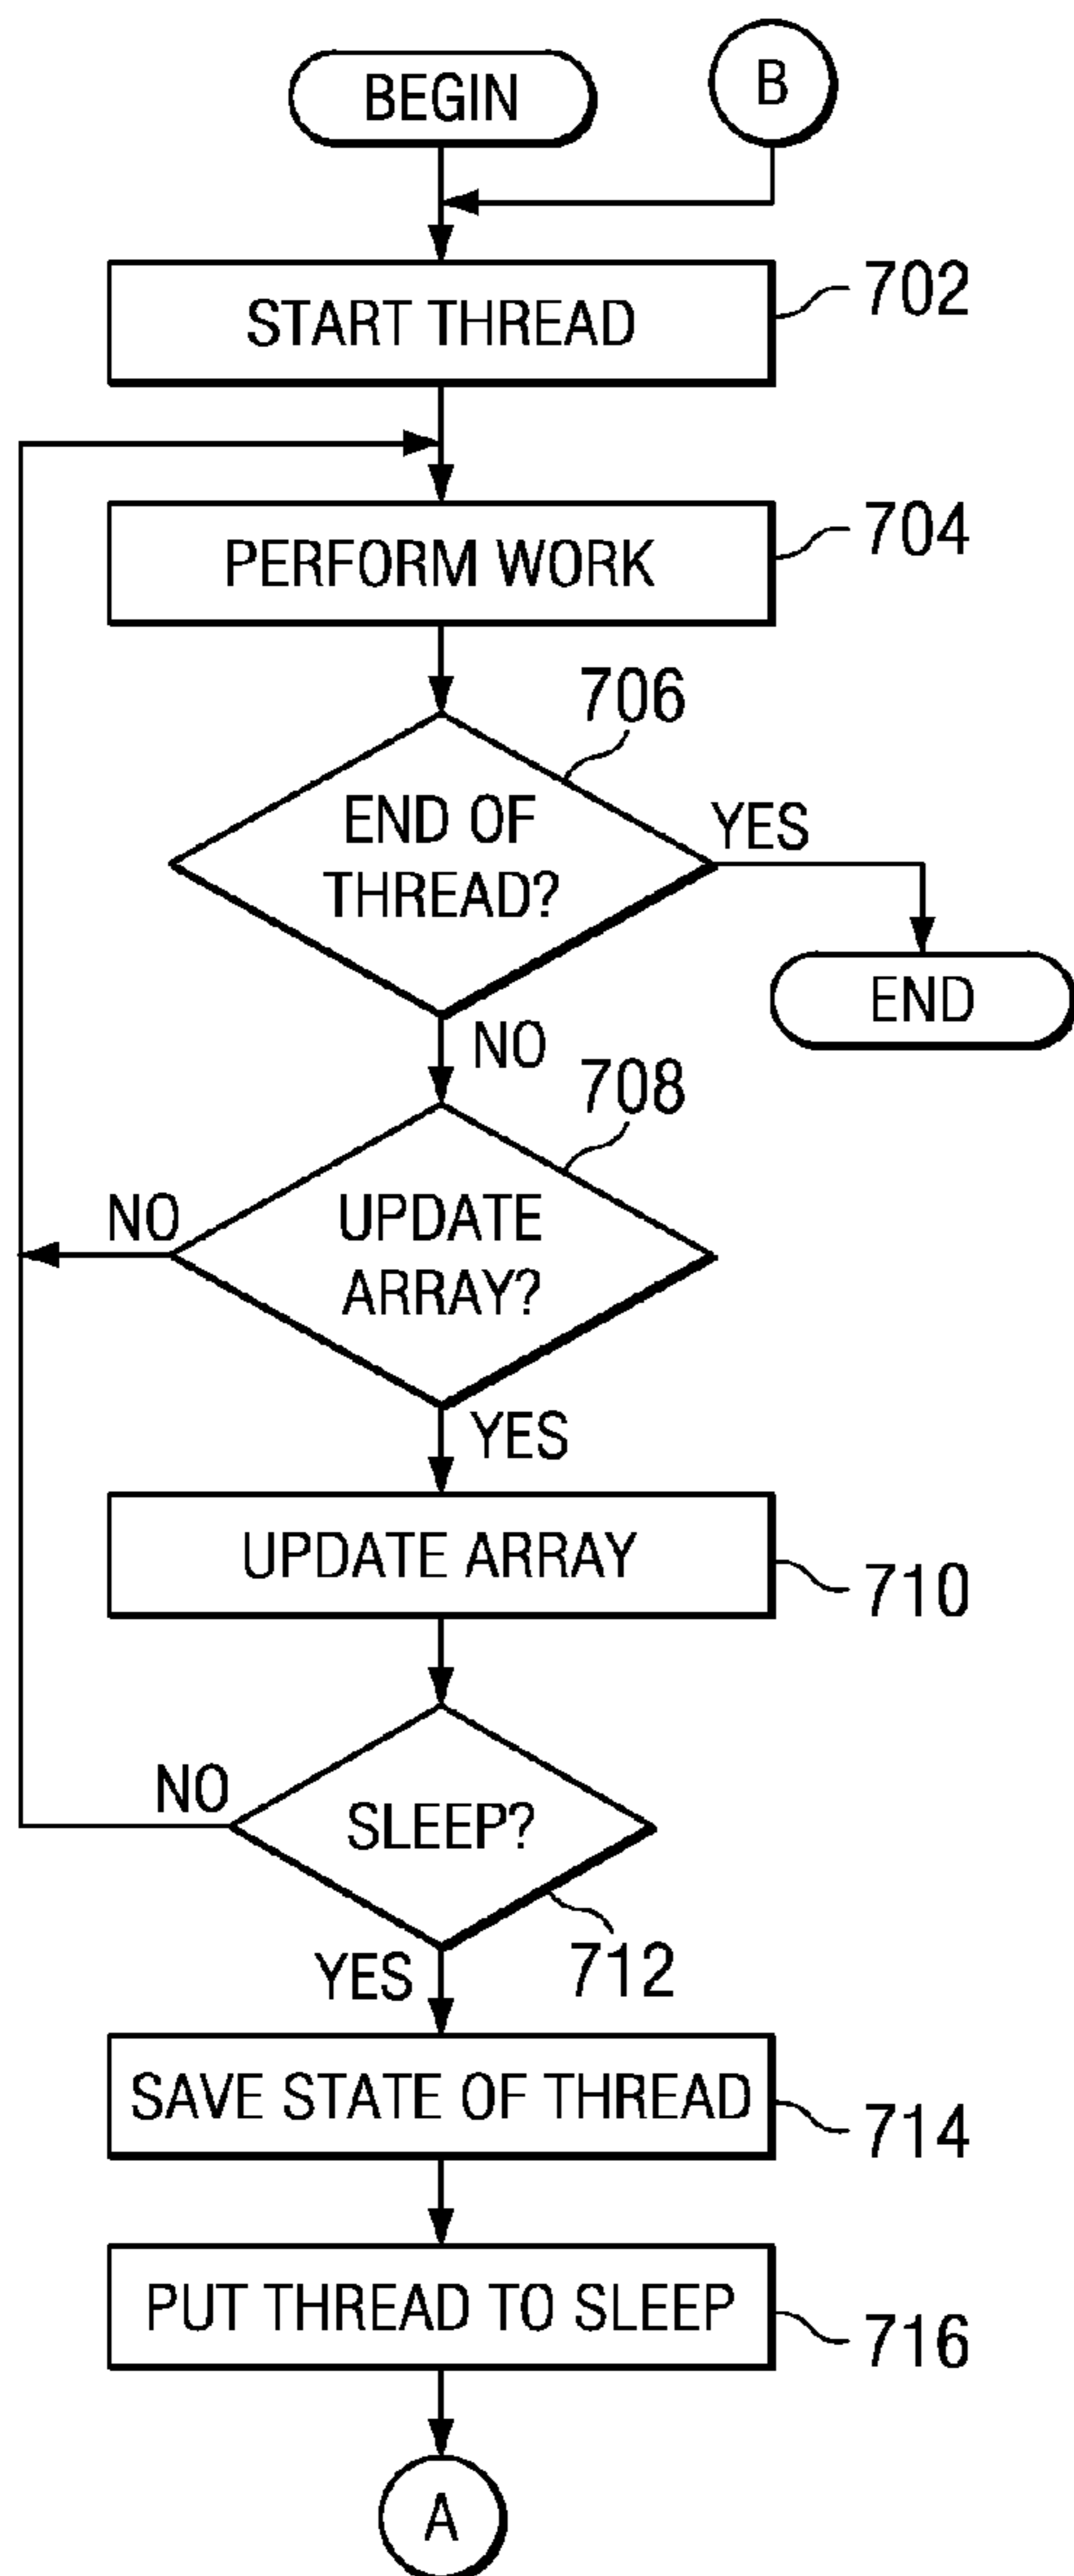 BEGIN
B
START THREAD
702
PERFORM WORK
704
706
END OF
THREAD?
YES
END
NO
708
NO
UPDATE
ARRAY?
YES
UPDATE ARRAY
710
NO
SLEEP?
712
YES
SAVE STATE OF THREAD
714
PUT THREAD TO SLEEP
716
A